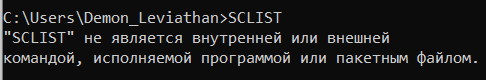 C:\Users\Demon_Leviathan>SCLIST
"SCLIST" не является внутренней или внешней
командой, исполняемой программой или пакетным файлом.